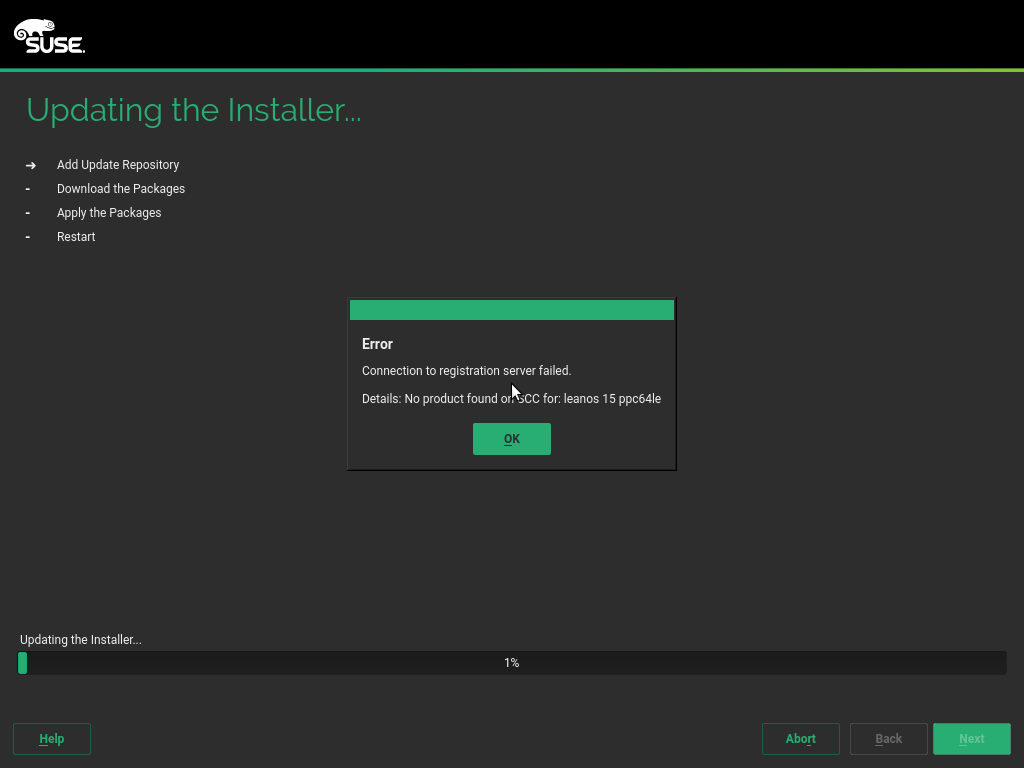 SUSE.
Updating the Installer...
➔ Add Update Repository
- Download the Packages
- Apply the Packages
- Restart
Error
Connection to registration server failed.
Details: No product found on SCC for: leanos 15 ppc64le
OK
Updating the Installer...
1%
Help
Abort
Back
Next